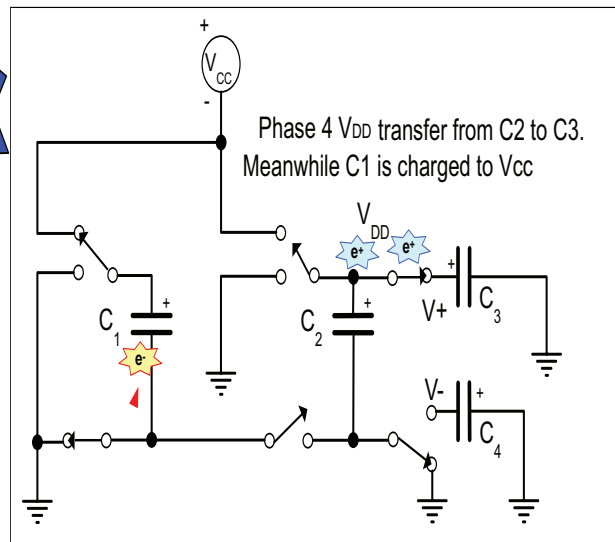 +
VCC
-
Phase 4 VDD transfer from C2 to C3.
Meanwhile C1 is charged to Vcc
VDD
e+ e+
+ + +
C1 C2 V+ C3
e-
V- +
C4